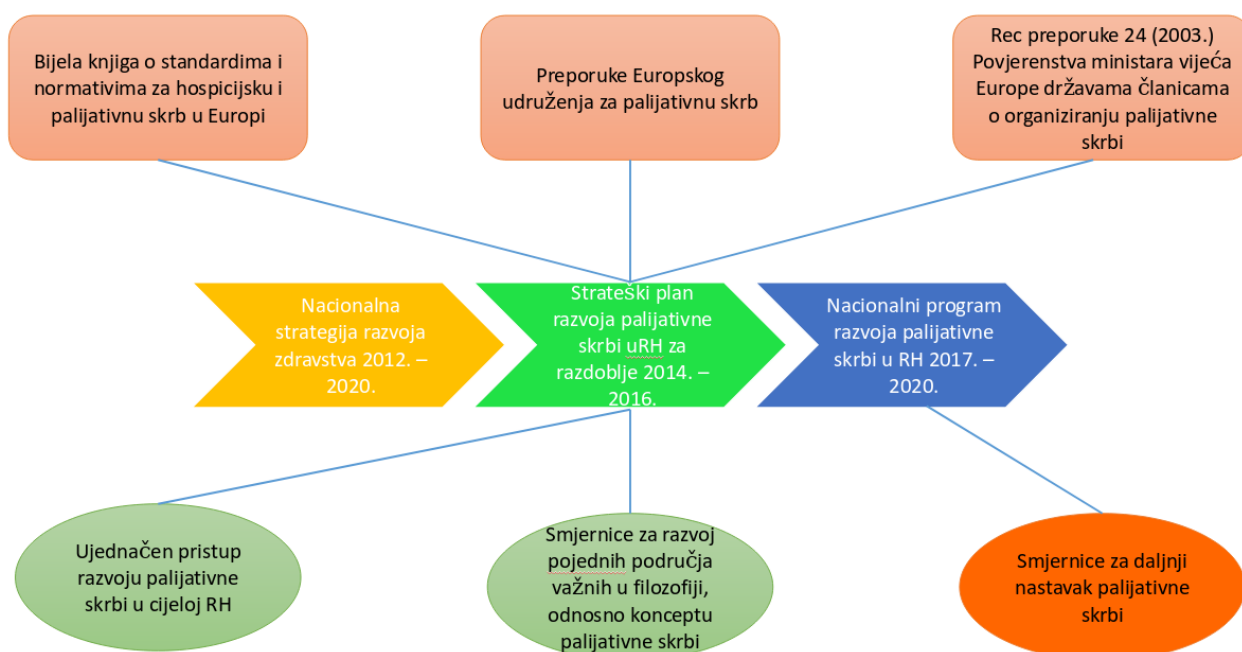 Bijela knjiga o standardima i
normativima za hospicijsku i
palijativnu skrb u Europi
Preporuke Europskog
udruženja za palijativnu skrb
Rec preporuke 24 (2003.)
Povjerenstva ministara vijeća
Europe državama članicama
o organiziranju palijativne
skrbi
Nacionalna
strategija razvoja
zdravstva 2012. –
2020.
Strateški plan
razvoja palijativne
skrbi uRH za
razdoblje 2014. –
2016.
Nacionalni program
razvoja palijativne
skrbi u RH 2017. –
2020.
Ujednačen pristup
razvoju palijativne
skrbi u cijeloj RH
Smjernice za razvoj
pojednih područja
važnih u filozofiji,
odnosno konceptu
palijativne skrbi
Smjernice za daljnji
nastavak palijativne
skrbi